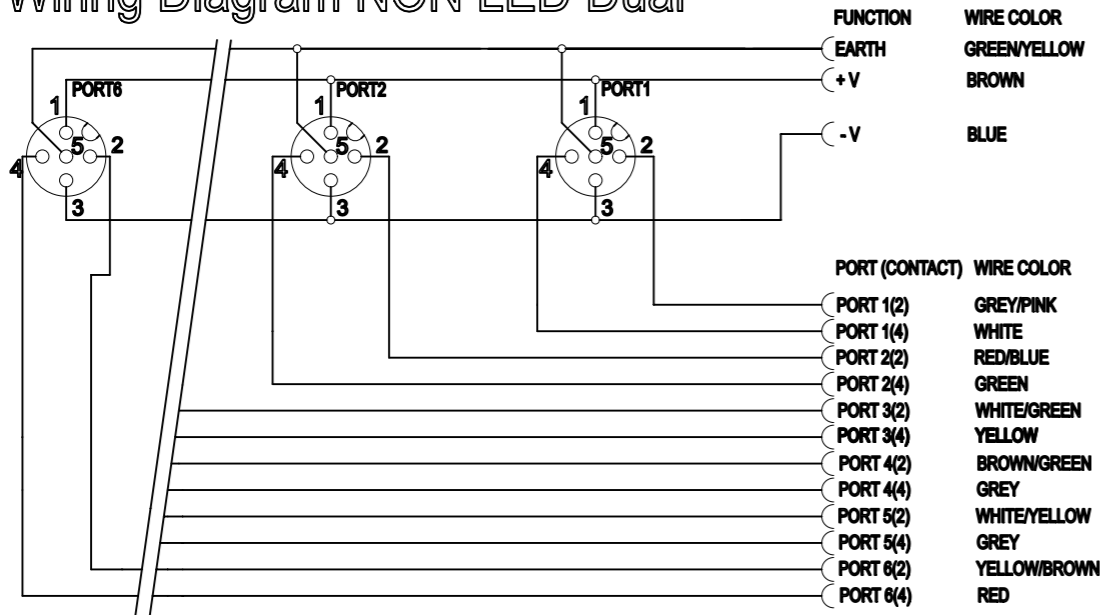 Wiring Diagram NON LED Dual
FUNCTION WIRE COLOR
EARTH GREEN/YELLOW
+ V BROWN
- V BLUE
PORT6 PORT2 PORT1
1 1 1
5 2 5 2 5 2
4 4 4
3 3 3
PORT (CONTACT) WIRE COLOR
PORT 1(2) GREY/PINK
PORT 1(4) WHITE
PORT 2(2) RED/BLUE
PORT 2(4) GREEN
PORT 3(2) WHITE/GREEN
PORT 3(4) YELLOW
PORT 4(2) BROWN/GREEN
PORT 4(4) GREY
PORT 5(2) WHITE/YELLOW
PORT 5(4) GREY
PORT 6(2) YELLOW/BROWN
PORT 6(4) RED